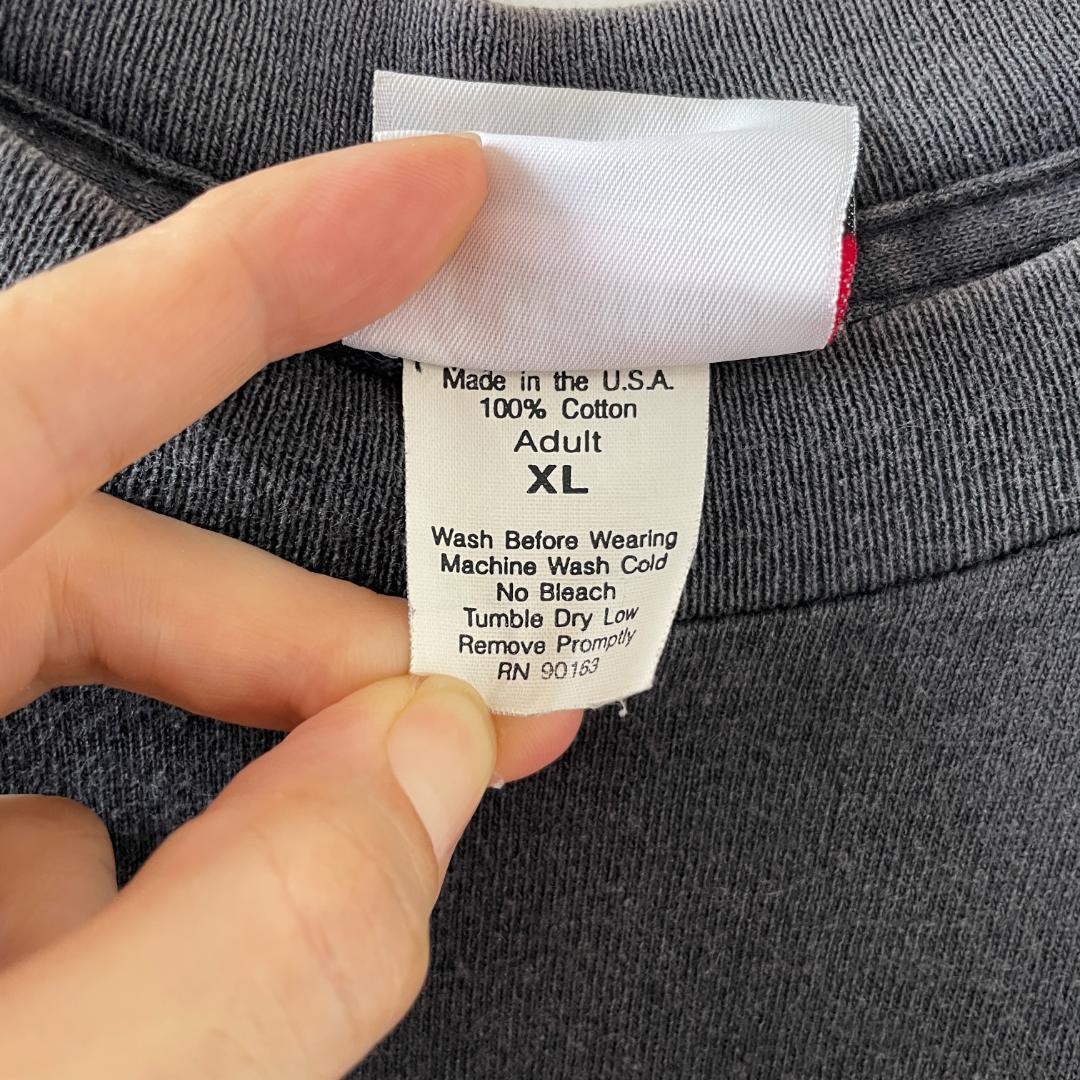 Made in the U.S.A.
100% Cotton
Adult
XL
Wash Before Wearing
Machine Wash Cold
No Bleach
Tumble Dry Low
Remove Promptly
RN 90163